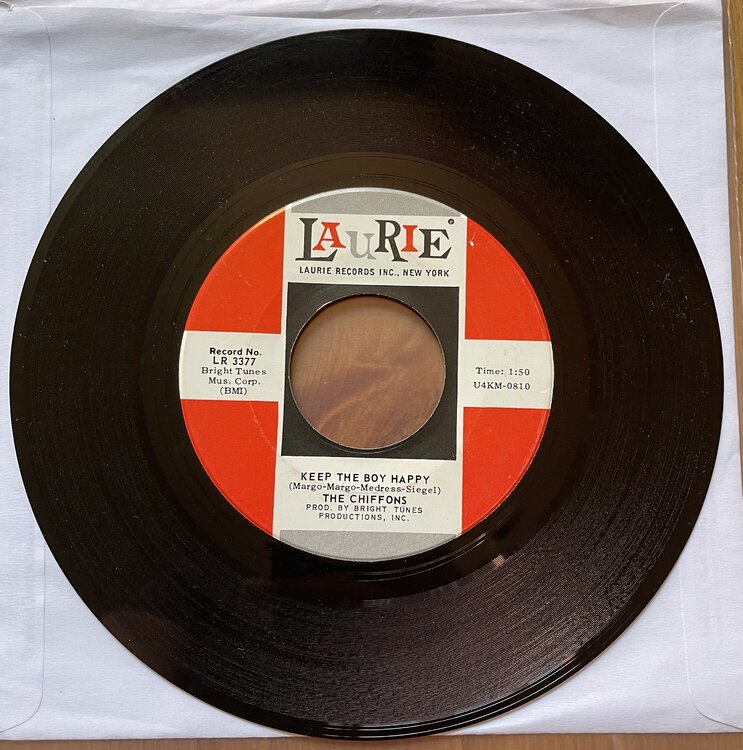 LAURIE®
LAURIE RECORDS INC., NEW YORK
Record No.
LR 3377
Bright Tunes
Mus. Corp.
(BMI)
Time: 1:50
U4KM-0810
KEEP THE BOY HAPPY
(Margo-Margo-Medress-Siegel)
THE CHIFFONS
PROD. BY BRIGHT TUNES
PRODUCTIONS, INC.